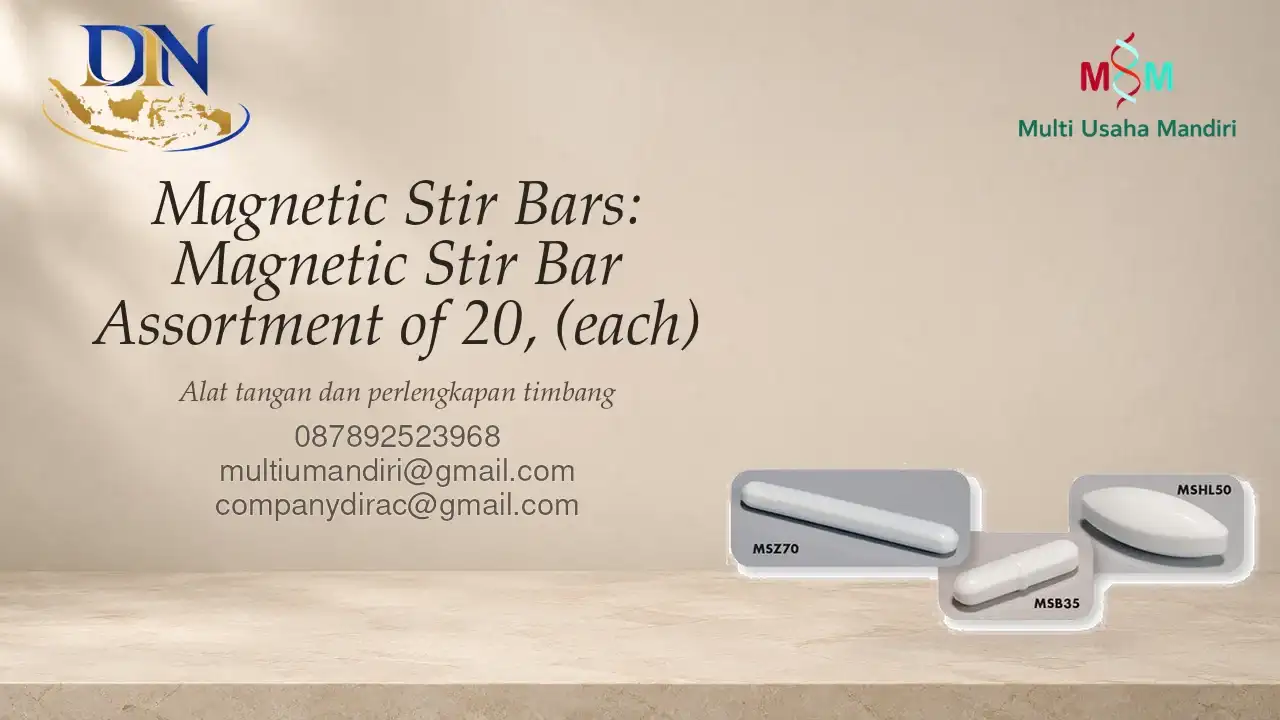 DIN
MSM
Multi Usaha Mandiri
Magnetic Stir Bars:
Magnetic Stir Bar
Assortment of 20, (each)
Alat tangan dan perlengkapan timbang
087892523968
multiumandiri@gmail.com
companydirac@gmail.com
MSZ70
MSHL50
MSB35